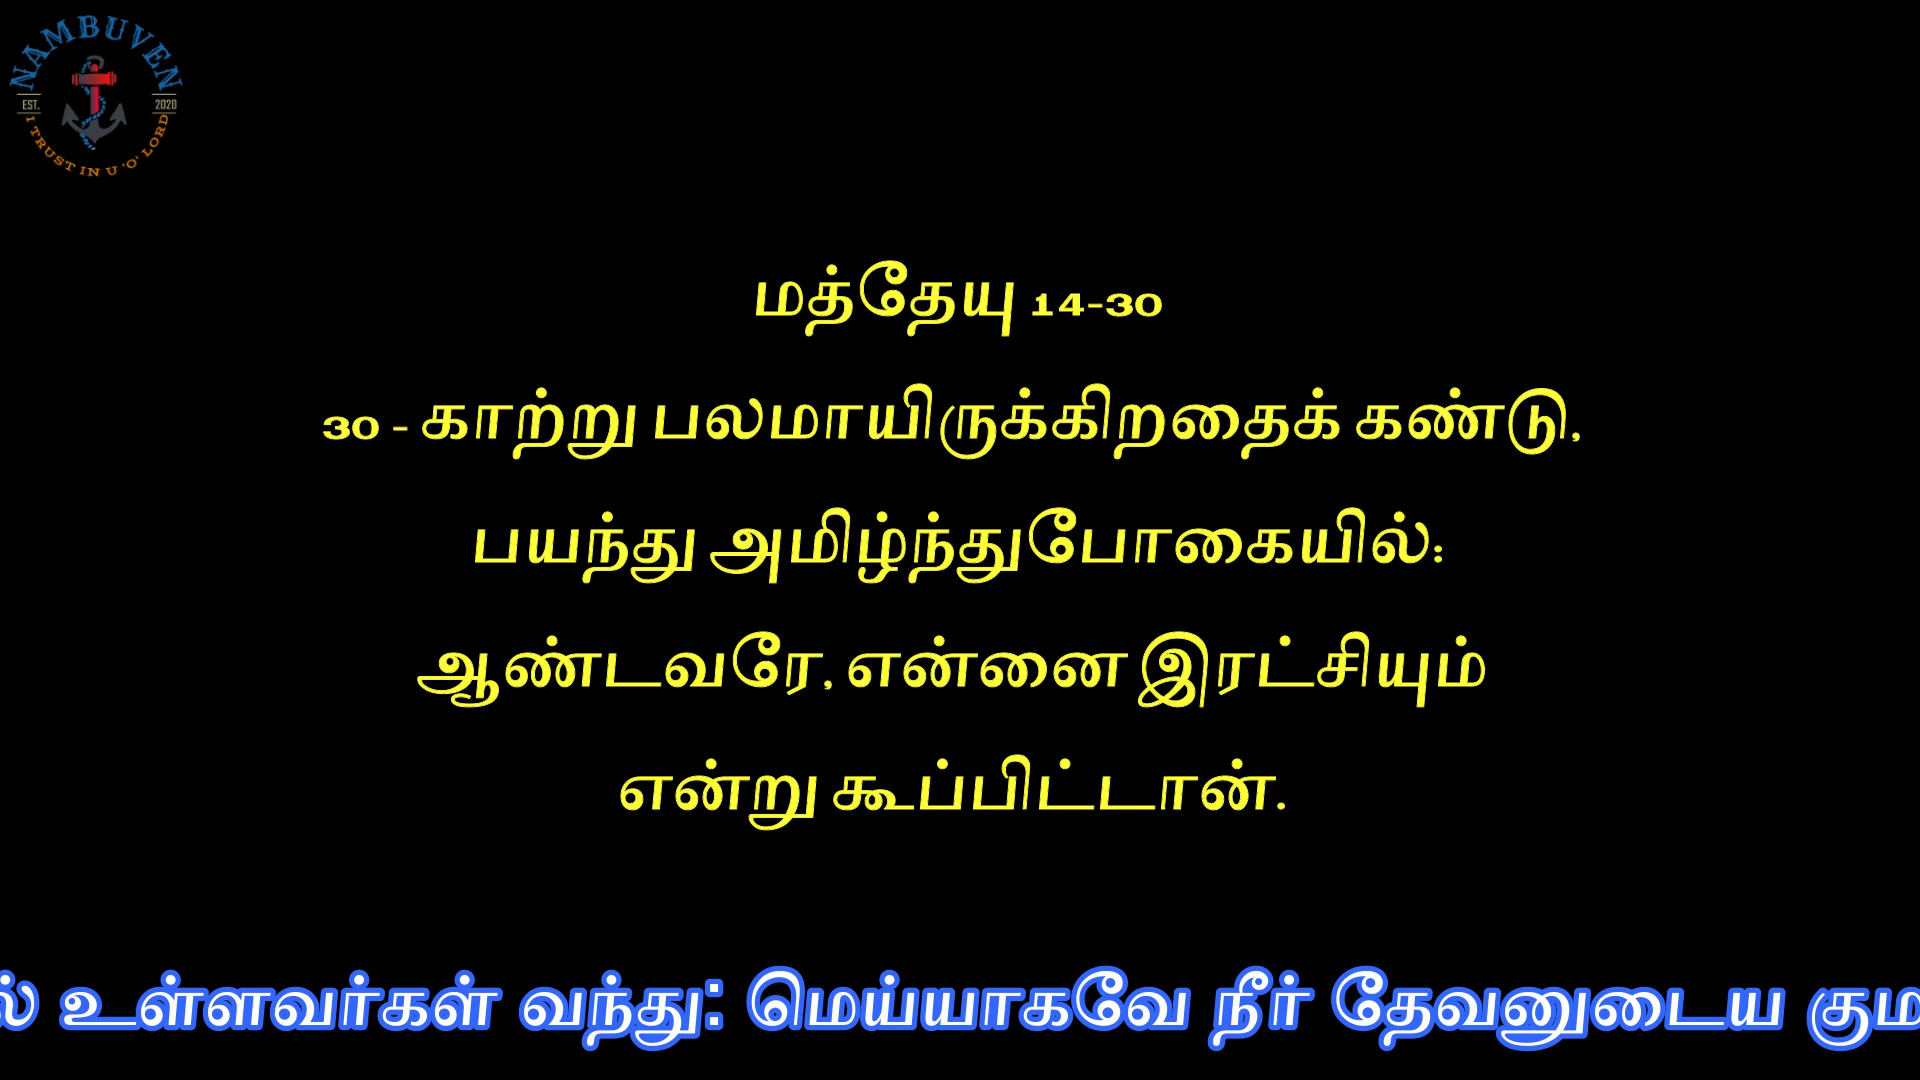 NAMBUVEN
EST. 2020
I TRUST IN U 'O' LORD
மத்தேயு 14-30
30 - காற்று பலமாயிருக்கிறதைக் கண்டு,
பயந்து அமிழ்ந்துபோகையில்:
ஆண்டவரே, என்னை இரட்சியும்
என்று கூப்பிட்டான்.
ல் உள்ளவர்கள் வந்து: மெய்யாகவே நீர் தேவனுடைய கும